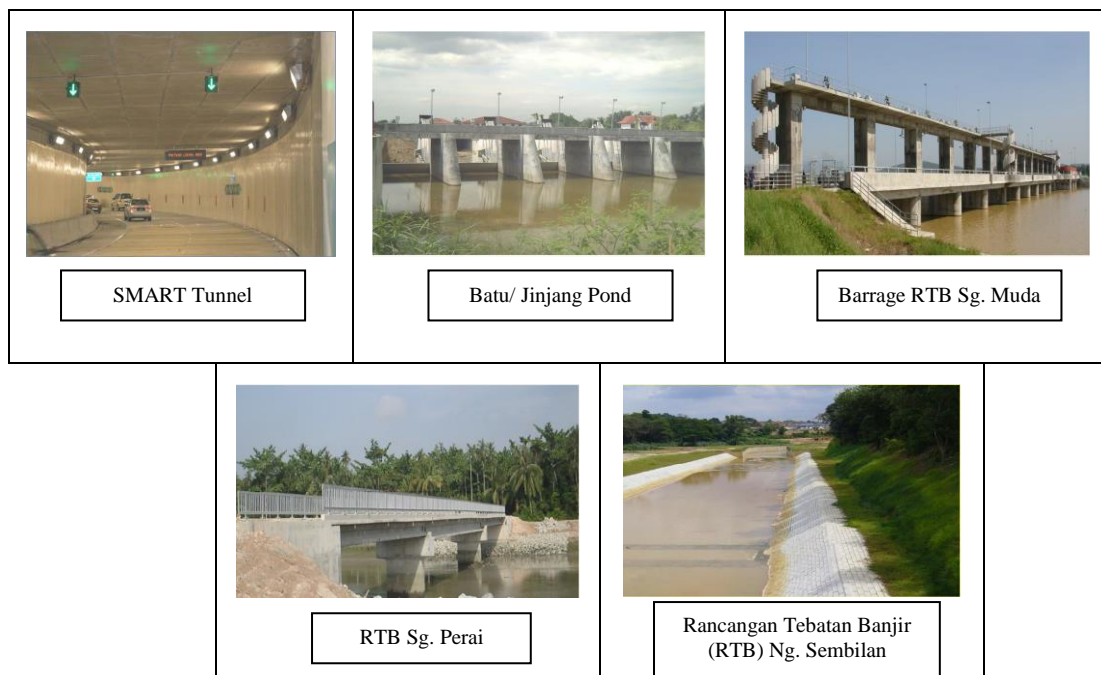 SMART Tunnel
Batu/ Jinjang Pond
Barrage RTB Sg. Muda
RTB Sg. Perai
Rancangan Tebatan Banjir
(RTB) Ng. Sembilan